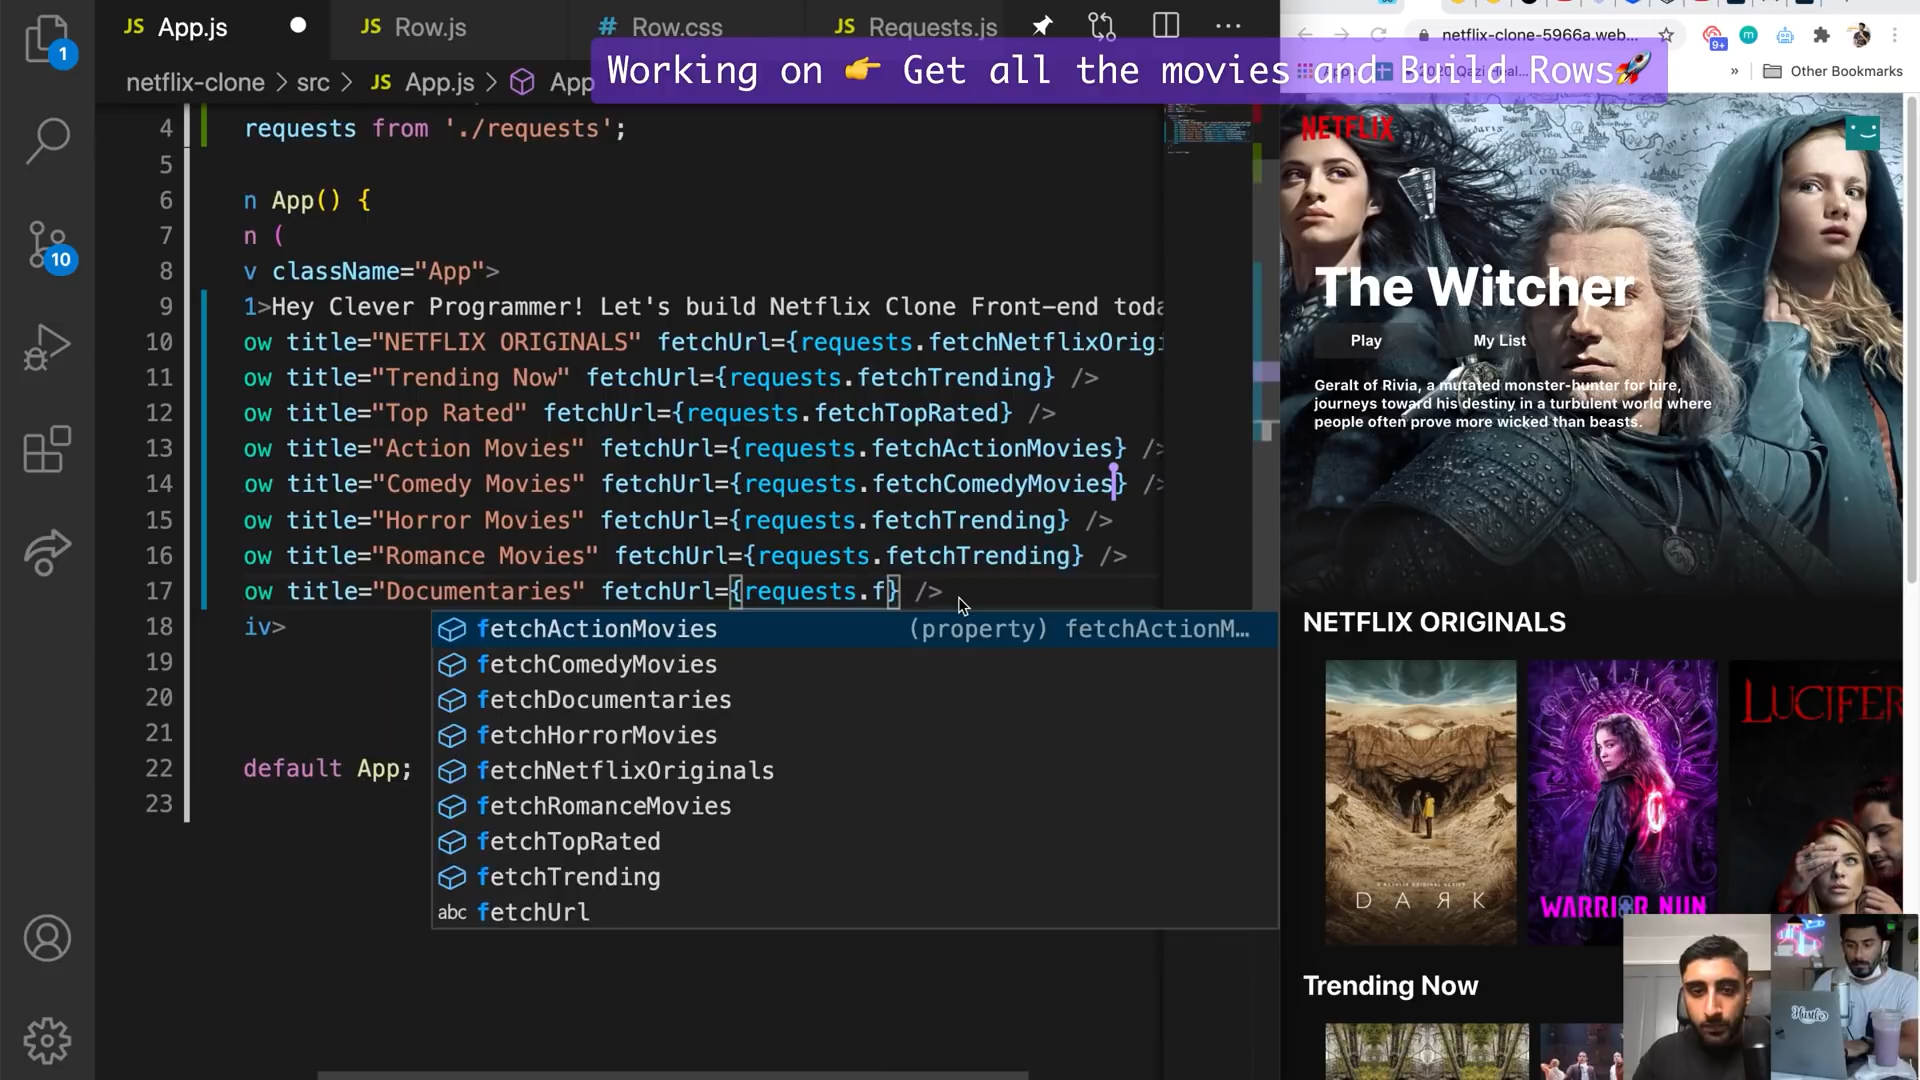 JS App.js
JS Row.js
# Row.css
JS Requests.js
Working on 👉 Get all the movies and Build Rows🚀
netflix-clone > src > JS App.js > App
netflix-clone-5966a.web...
9+
m
» Other Bookmarks
1
10
4 requests from './requests';
5
6 n App() {
7 n (
8 v className="App">
9 1>Hey Clever Programmer! Let's build Netflix Clone Front-end toda
10 ow title="NETFLIX ORIGINALS" fetchUrl={requests.fetchNetflixOrigi
11 ow title="Trending Now" fetchUrl={requests.fetchTrending} />
12 ow title="Top Rated" fetchUrl={requests.fetchTopRated} />
13 ow title="Action Movies" fetchUrl={requests.fetchActionMovies} />
14 ow title="Comedy Movies" fetchUrl={requests.fetchComedyMovies} />
15 ow title="Horror Movies" fetchUrl={requests.fetchTrending} />
16 ow title="Romance Movies" fetchUrl={requests.fetchTrending} />
17 ow title="Documentaries" fetchUrl={requests.f} />
18 iv>
19
20
21
22 default App;
23
fetchActionMovies (property) fetchActionM…
fetchComedyMovies
fetchDocumentaries
fetchHorrorMovies
fetchNetflixOriginals
fetchRomanceMovies
fetchTopRated
fetchTrending
abc fetchUrl
NETFLIX
The Witcher
Play
My List
Geralt of Rivia, a mutated monster-hunter for hire,
journeys toward his destiny in a turbulent world where
people often prove more wicked than beasts.
NETFLIX ORIGINALS
DARK
WARRIOR NUN
LUCIFER
Trending Now
Hustle